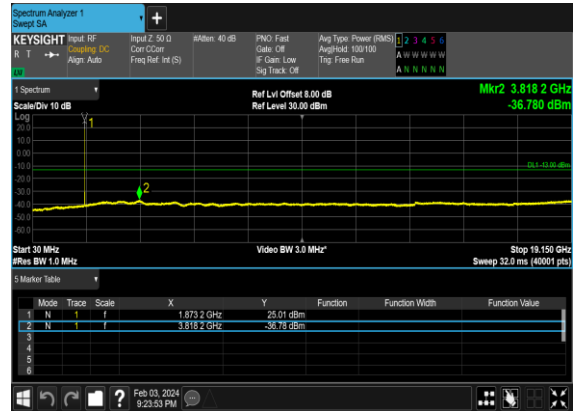 Spectrum Analyzer 1
Swept SA
+
KEYSIGHT Input: RF Input Z: 50 Ω #Atten: 40 dB PNO: Fast Avg Type: Power (RMS) 1 2 3 4 5 6
R T Coupling: DC Corr CCorr Gate: Off Avg|Hold: 100/100 A W W W W W
Align: Auto Freq Ref: Int (S) IF Gain: Low Trig: Free Run
LW Sig Track: Off A N N N N N
1 Spectrum Ref Lvl Offset 8.00 dB Mkr2 3.818 2 GHz
Scale/Div 10 dB Ref Level 30.00 dBm -36.780 dBm
Log
20.0
10.0
0.00
-10.0
-20.0
-30.0
-40.0
-50.0
-60.0
1
DL1 -13.00 dBm
2
Start 30 MHz Video BW 3.0 MHz* Stop 19.150 GHz
#Res BW 1.0 MHz Sweep 32.0 ms (40001 pts)
5 Marker Table
Mode Trace Scale X Y Function Function Width Function Value
1 N 1 f 1.873 2 GHz 25.01 dBm
2 N 1 f 3.818 2 GHz -36.78 dBm
3
4
5
6
? Feb 03, 2024
9:23:53 PM